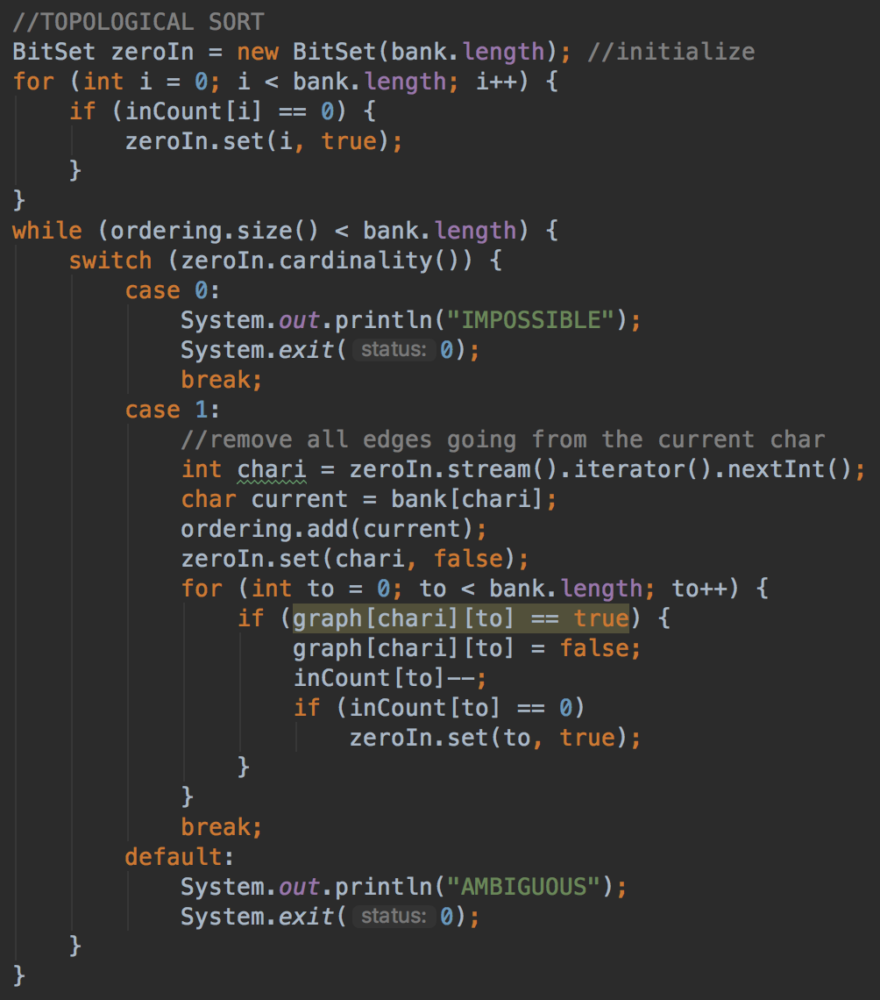 //TOPOLOGICAL SORT
BitSet zeroIn = new BitSet(bank.length); //initialize
for (int i = 0; i < bank.length; i++) {
    if (inCount[i] == 0) {
        zeroIn.set(i, true);
    }
}
while (ordering.size() < bank.length) {
    switch (zeroIn.cardinality()) {
        case 0:
            System.out.println("IMPOSSIBLE");
            System.exit( status: 0);
            break;
        case 1:
            //remove all edges going from the current char
            int chari = zeroIn.stream().iterator().nextInt();
            char current = bank[chari];
            ordering.add(current);
            zeroIn.set(chari, false);
            for (int to = 0; to < bank.length; to++) {
                if (graph[chari][to] == true) {
                    graph[chari][to] = false;
                    inCount[to]--;
                    if (inCount[to] == 0)
                        zeroIn.set(to, true);
                }
            }
            break;
        default:
            System.out.println("AMBIGUOUS");
            System.exit( status: 0);
    }
}